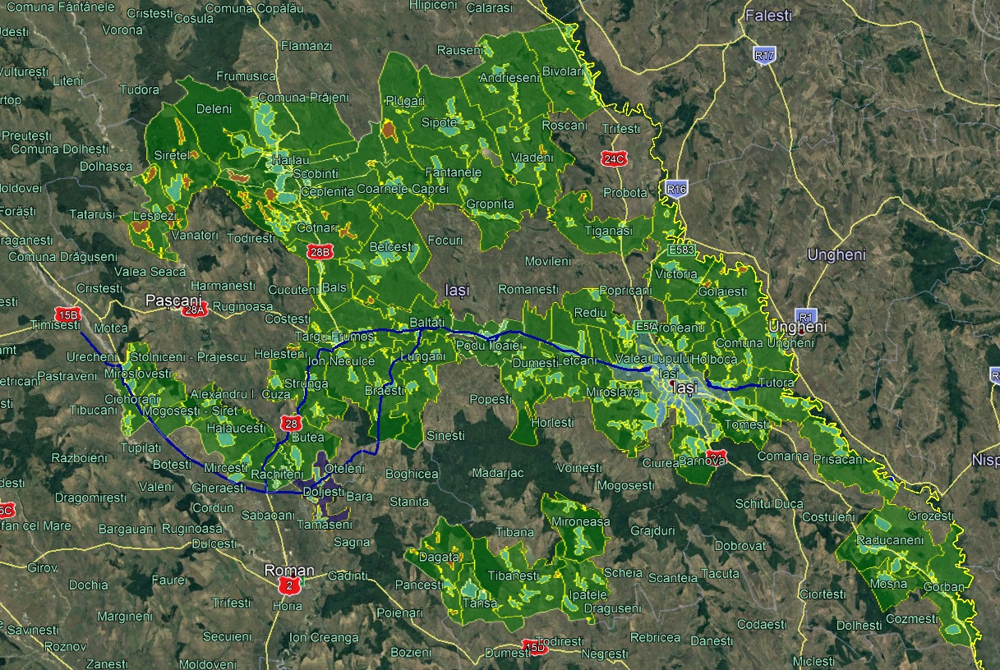 Comuna Fântânele
Cristesti
Comuna Copălău
Hlipiceni
Calarasi
Cosula
Vorona
Falesti
Flamanzi
Rauseni
R17
Liteni
Frumusica
Andrieseni
Bivolari
Tudora
Comuna Prăjeni
Plugari
Deleni
Sipote
Roscani
Trifesti
Preutești
Comuna Dolhești
Siretel
Harlau
Vladeni
24C
Dolhasca
Scobinti
Fantanele
Ceplenita
Coarnele Caprei
R16
Probota
Gropnita
Tatarusi
Lespezi
Gotnari
Tiganasi
Vanatori
Todiresti
Focuri
Belcesti
28B
E583
Ungheni
Comuna Drăguseni
Movileni
Valea Seaca
Victoria
Cristesti
Harmanesti
Cucuteni
Bals
Iași
Romanesti
Popricani
Golaiesti
Pascani
28A
Ruginoasa
15B
Costesti
Rediu
R1
Timisesti
Motca
Baltati
E5A
Aroneanu
Ungheni
Targu Frumos
Podu Iloaiei
Comuna Ungheni
Urecheni
Stolniceni - Prăjescu
Helesteni
Ion Neculce
Lungani
Dumesti
Letcani
Valea Lupului
Holboca
Pastraveni
Miroslovesti
Iasi
Strunga
Braesti
Iași
Tutora
Alexandru I. Cuza
Miroslava
Tibucani
Ciohorani
Vogosesti - Siret
Popesti
Halaucesti
28
Horlesti
Tomesti
Butea
Sinesti
Tupilati
Razboieni
Botesti
Mircesti
Rachiteni
Oteleni
Boghicea
Madarjac
Voinesti
Ciurea
Barnova
24
Comarna
Prisacani
Valeni
Gheraesti
Doljesti
Bara
Stanita
Mogosesti
Dragomiresti
Cordun
Sabaoani
Tamaseni
Schitu Duca
Costuleni
Grozesti
Bargauani
Ruginoasa
Mironeasa
Tibana
Grajduri
Dulcesti
Sagna
Dobrovat
Raducaneni
Girov
Roman
Dagata
Tibanesti
Scheia
Tacuta
Scanteia
Gadinti
Dochia
Faurei
2
Pancesti
Mosna
Gorban
Trifesti
Horia
Tansa
Ipatele
Ciortesti
Margineni
Poienari
Draguseni
Cozmesti
Savinesti
Secuieni
Ion Creanga
Codaesti
Dolhesti
Roznov
Bozieni
Todiresti
15D
Rebricea
Danesti
Zanesti
Moldoveni
Dumesti
Negresti
Miclesti